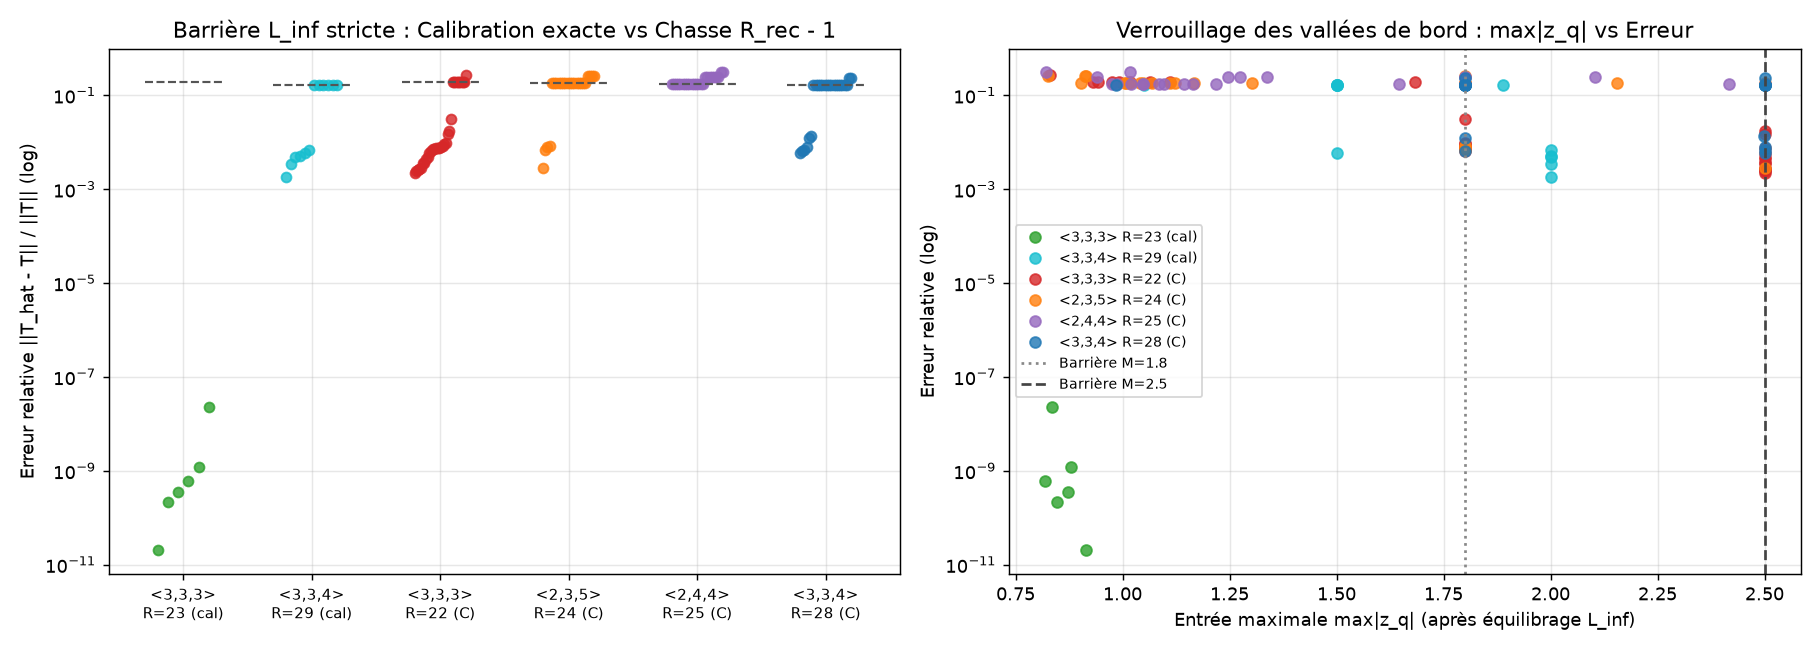 Barrière L_inf stricte : Calibration exacte vs Chasse R_rec - 1
Erreur relative ||T_hat - T|| / ||T|| (log)
10⁻¹
10⁻³
10⁻⁵
10⁻⁷
10⁻⁹
10⁻¹¹
<3,3,3>
R=23 (cal)
<3,3,4>
R=29 (cal)
<3,3,3>
R=22 (C)
<2,3,5>
R=24 (C)
<2,4,4>
R=25 (C)
<3,3,4>
R=28 (C)
Verrouillage des vallées de bord : max|z_q| vs Erreur
Erreur relative (log)
10⁻¹
10⁻³
10⁻⁵
10⁻⁷
10⁻⁹
10⁻¹¹
<3,3,3> R=23 (cal)
<3,3,4> R=29 (cal)
<3,3,3> R=22 (C)
<2,3,5> R=24 (C)
<2,4,4> R=25 (C)
<3,3,4> R=28 (C)
Barrière M=1.8
Barrière M=2.5
0.75 1.00 1.25 1.50 1.75 2.00 2.25 2.50
Entrée maximale max|z_q| (après équilibrage L_inf)